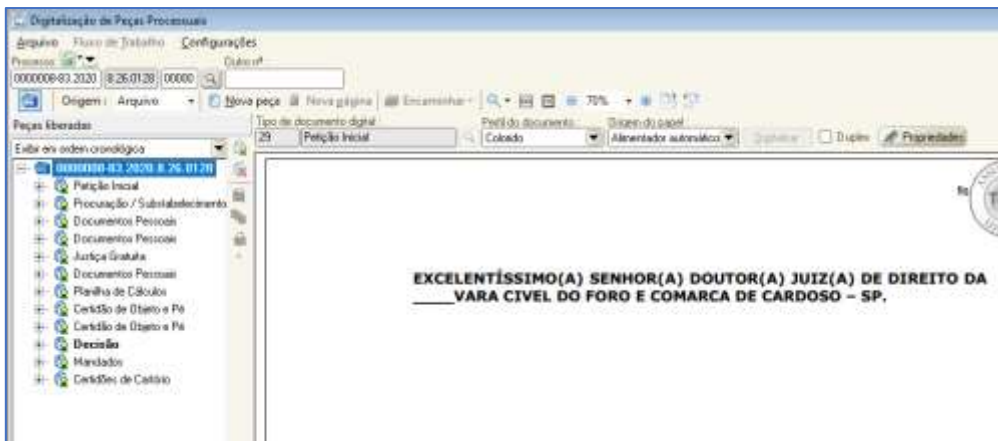 Digitalização de Peças Processuais
Arquivo Fluxo de Trabalho Configurações
Processo Outro nº
0000008-83.2020 8.26.0128 00000
Origem: Arquivo Nova peça Nova página Encaminhar 70%
Peças liberadas Tipo de documento digital Perfil do documento Origem do papel
29 Petição Inicial Colorido Alimentador automático Digitalizar Duplex Propriedades
Exibir em ordem cronológica
0000008-83.2020.8.26.0128
Petição Inicial
Procuração / Substabelecimento
Documentos Pessoais
Documentos Pessoais
Justiça Gratuita
Documentos Pessoais
Planilha de Cálculos
Certidão de Objeto e Pé
Certidão de Objeto e Pé
Decisão
Mandados
Certidões de Cartório
EXCELENTÍSSIMO(A) SENHOR(A) DOUTOR(A) JUIZ(A) DE DIREITO DA
____VARA CIVEL DO FORO E COMARCA DE CARDOSO – SP.